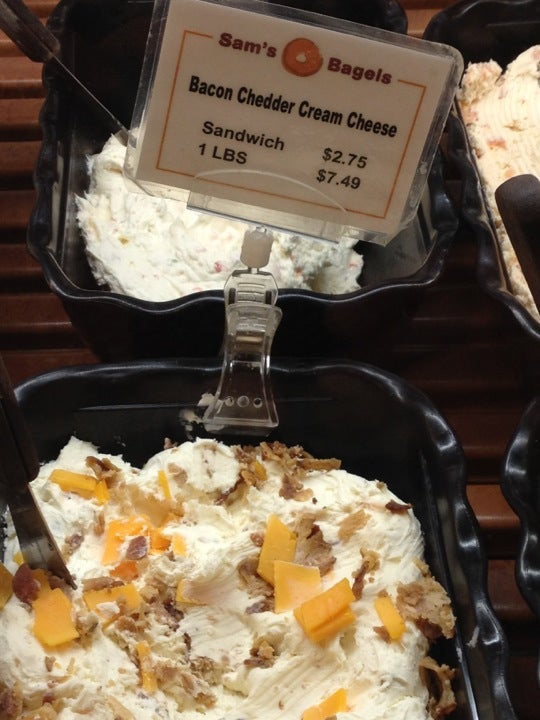 Sam's Bagels
Bacon Chedder Cream Cheese
Sandwich $2.75
1 LBS $7.49